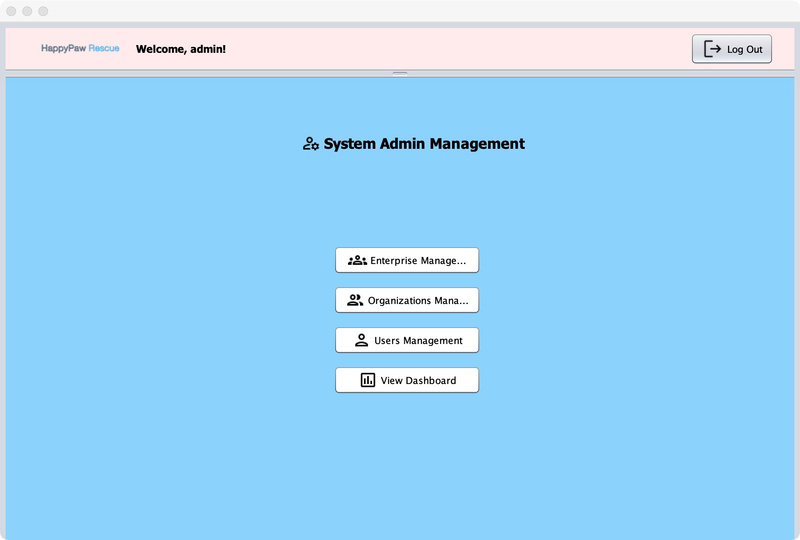 HappyPaw Rescue
Welcome, admin!
Log Out
System Admin Management
Enterprise Manage...
Organizations Mana...
Users Management
View Dashboard